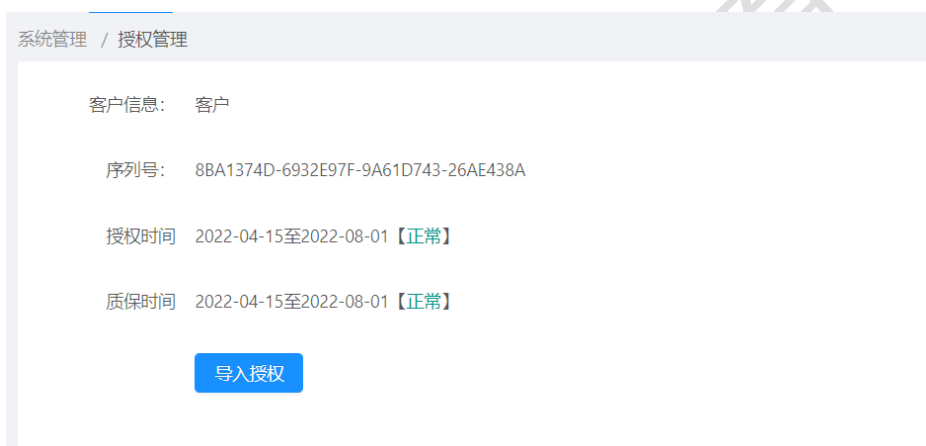 系统管理 / 授权管理
客户信息： 客户
序列号： 8BA1374D-6932E97F-9A61D743-26AE438A
授权时间 2022-04-15至2022-08-01【正常】
质保时间 2022-04-15至2022-08-01【正常】
导入授权